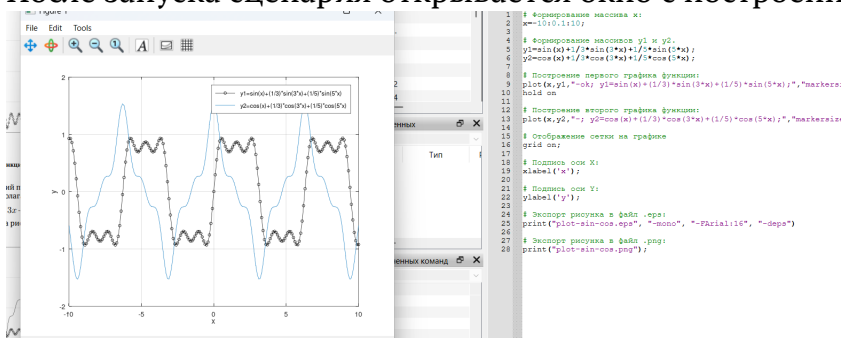 После запуска сценария открывается окно с построенн
Figure 1
File Edit Tools
A
2
1
0
-1
-2
-10
-5
0
5
10
y
x
y1=sin(x)+(1/3)*sin(3*x)+(1/5)*sin(5*x)
y2=cos(x)+(1/3)*cos(3*x)+(1/5)*cos(5*x)
2
4
Тип
енных команд
1 # Формирование массива x:
2 x=-10:0.1:10;
3
4 # Формирование массивов y1 и y2.
5 y1=sin(x)+1/3*sin(3*x)+1/5*sin(5*x);
6 y2=cos(x)+1/3*cos(3*x)+1/5*cos(5*x);
7
8 # Построение первого графика функции:
9 plot(x,y1,"-ok; y1=sin(x)+(1/3)*sin(3*x)+(1/5)*sin(5*x);","markersize
10 hold on
11
12 # Построение второго графика функции:
13 plot(x,y2,"-; y2=cos(x)+(1/3)*cos(3*x)+(1/5)*cos(5*x);","markersize
14
15 # Отображение сетки на графике
16 grid on;
17
18 # Подпись оси X:
19 xlabel('x');
20
21 # Подпись оси Y:
22 ylabel('y');
23
24 # Экспорт рисунка в файл .eps:
25 print("plot-sin-cos.eps", "-mono", "-FArial:16", "-deps")
26
27 # Экспорт рисунка в файл .png:
28 print("plot-sin-cos.png");